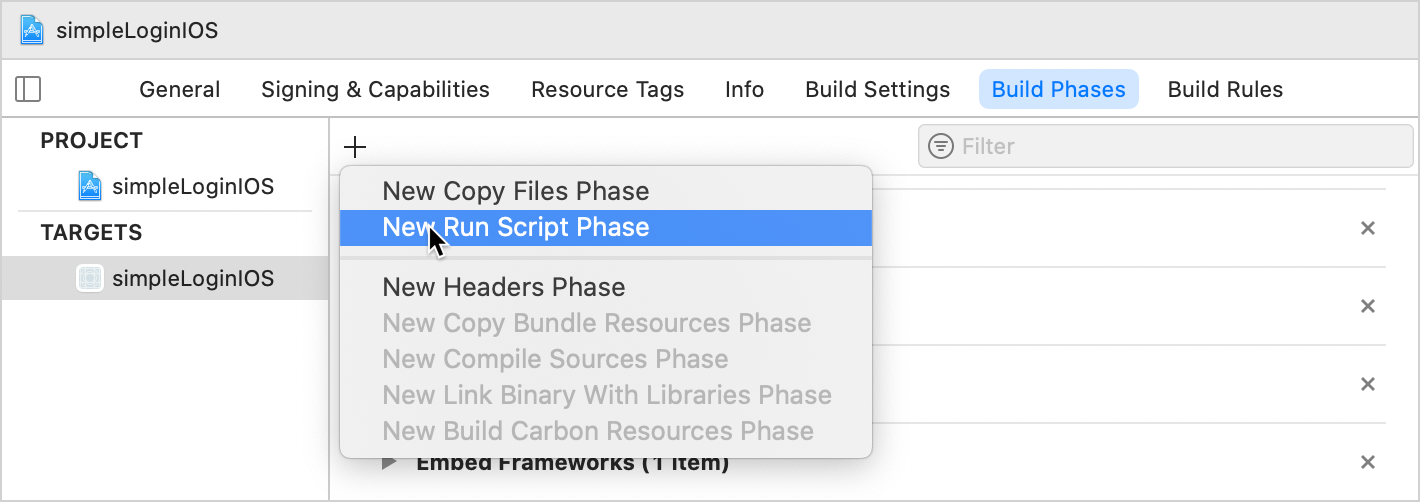 simpleLoginIOS
General Signing & Capabilities Resource Tags Info Build Settings Build Phases Build Rules
PROJECT
Filter
simpleLoginIOS
New Copy Files Phase
New Run Script Phase
TARGETS
simpleLoginIOS
New Headers Phase
New Copy Bundle Resources Phase
New Compile Sources Phase
New Link Binary With Libraries Phase
New Build Carbon Resources Phase
Embed Frameworks (1 item)